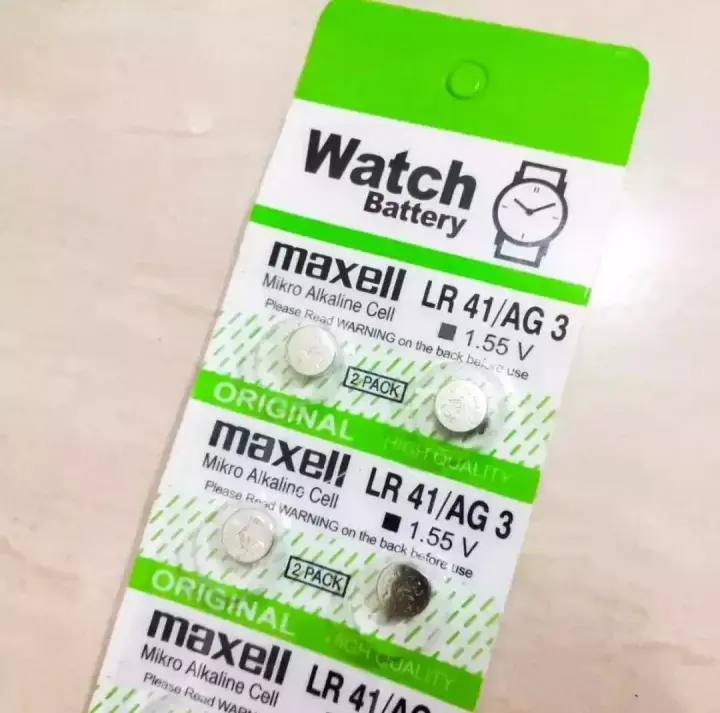 Watch
Battery
maxell LR 41/AG 3
Mikro Alkaline Cell ■ 1.55 V
Please Read WARNING on the back before use
2 PACK
ORIGINAL HIGH QUALITY
maxell LR 41/AG 3
Mikro Alkaline Cell ■ 1.55 V
Please Read WARNING on the back before use
2 PACK
ORIGINAL HIGH QUALITY
maxell LR 41/AG
Mikro Alkaline Cell
Please Read